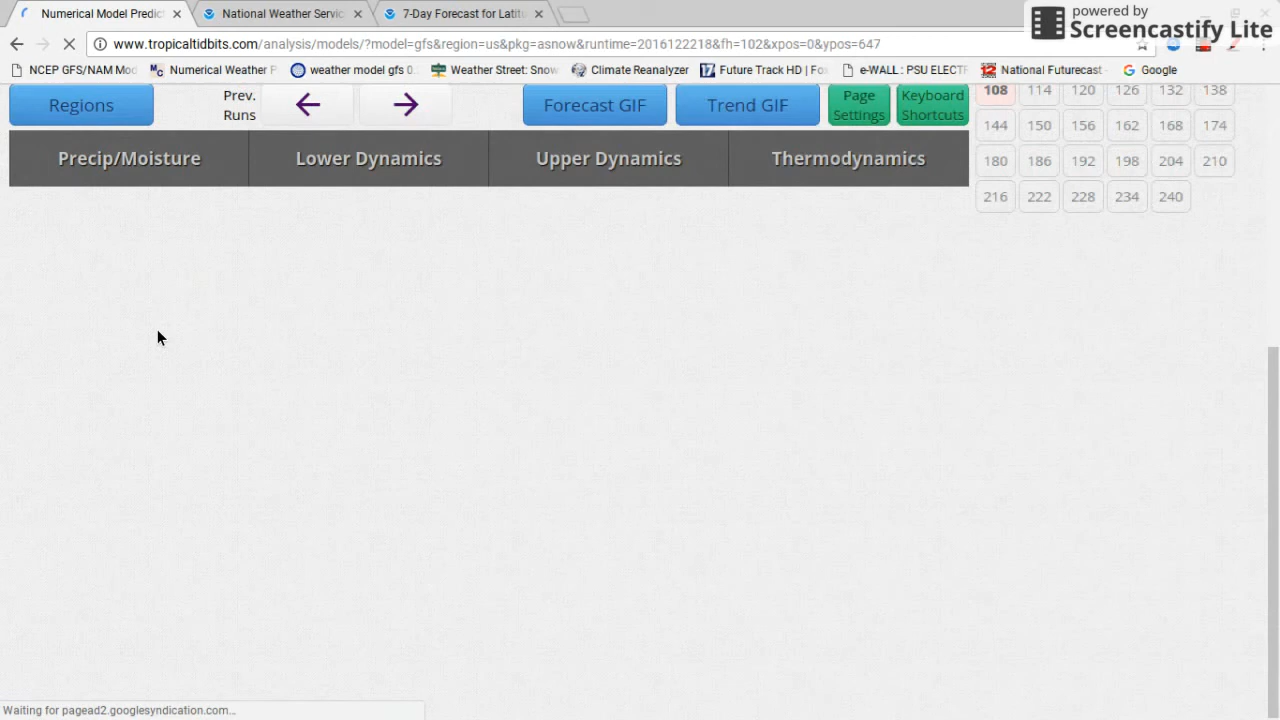 Numerical Model Predic
National Weather Servic
7-Day Forecast for Latitu
powered by
Screencastify Lite
www.tropicaltidbits.com/analysis/models/?model=gfs&region=us&pkg=asnow&runtime=2016122218&fh=102&xpos=0&ypos=647
NCEP GFS/NAM Mod
Numerical Weather P
weather model gfs 0.
Weather Street: Snow
Climate Reanalyzer
Future Track HD | Fox
e-WALL : PSU ELECTR
National Futurecast
Google
Regions
Prev.
Runs
Forecast GIF
Trend GIF
Page
Settings
Keyboard
Shortcuts
108 114 120 126 132 138
144 150 156 162 168 174
Precip/Moisture
Lower Dynamics
Upper Dynamics
Thermodynamics
180 186 192 198 204 210
216 222 228 234 240
Waiting for pagead2.googlesyndication.com...